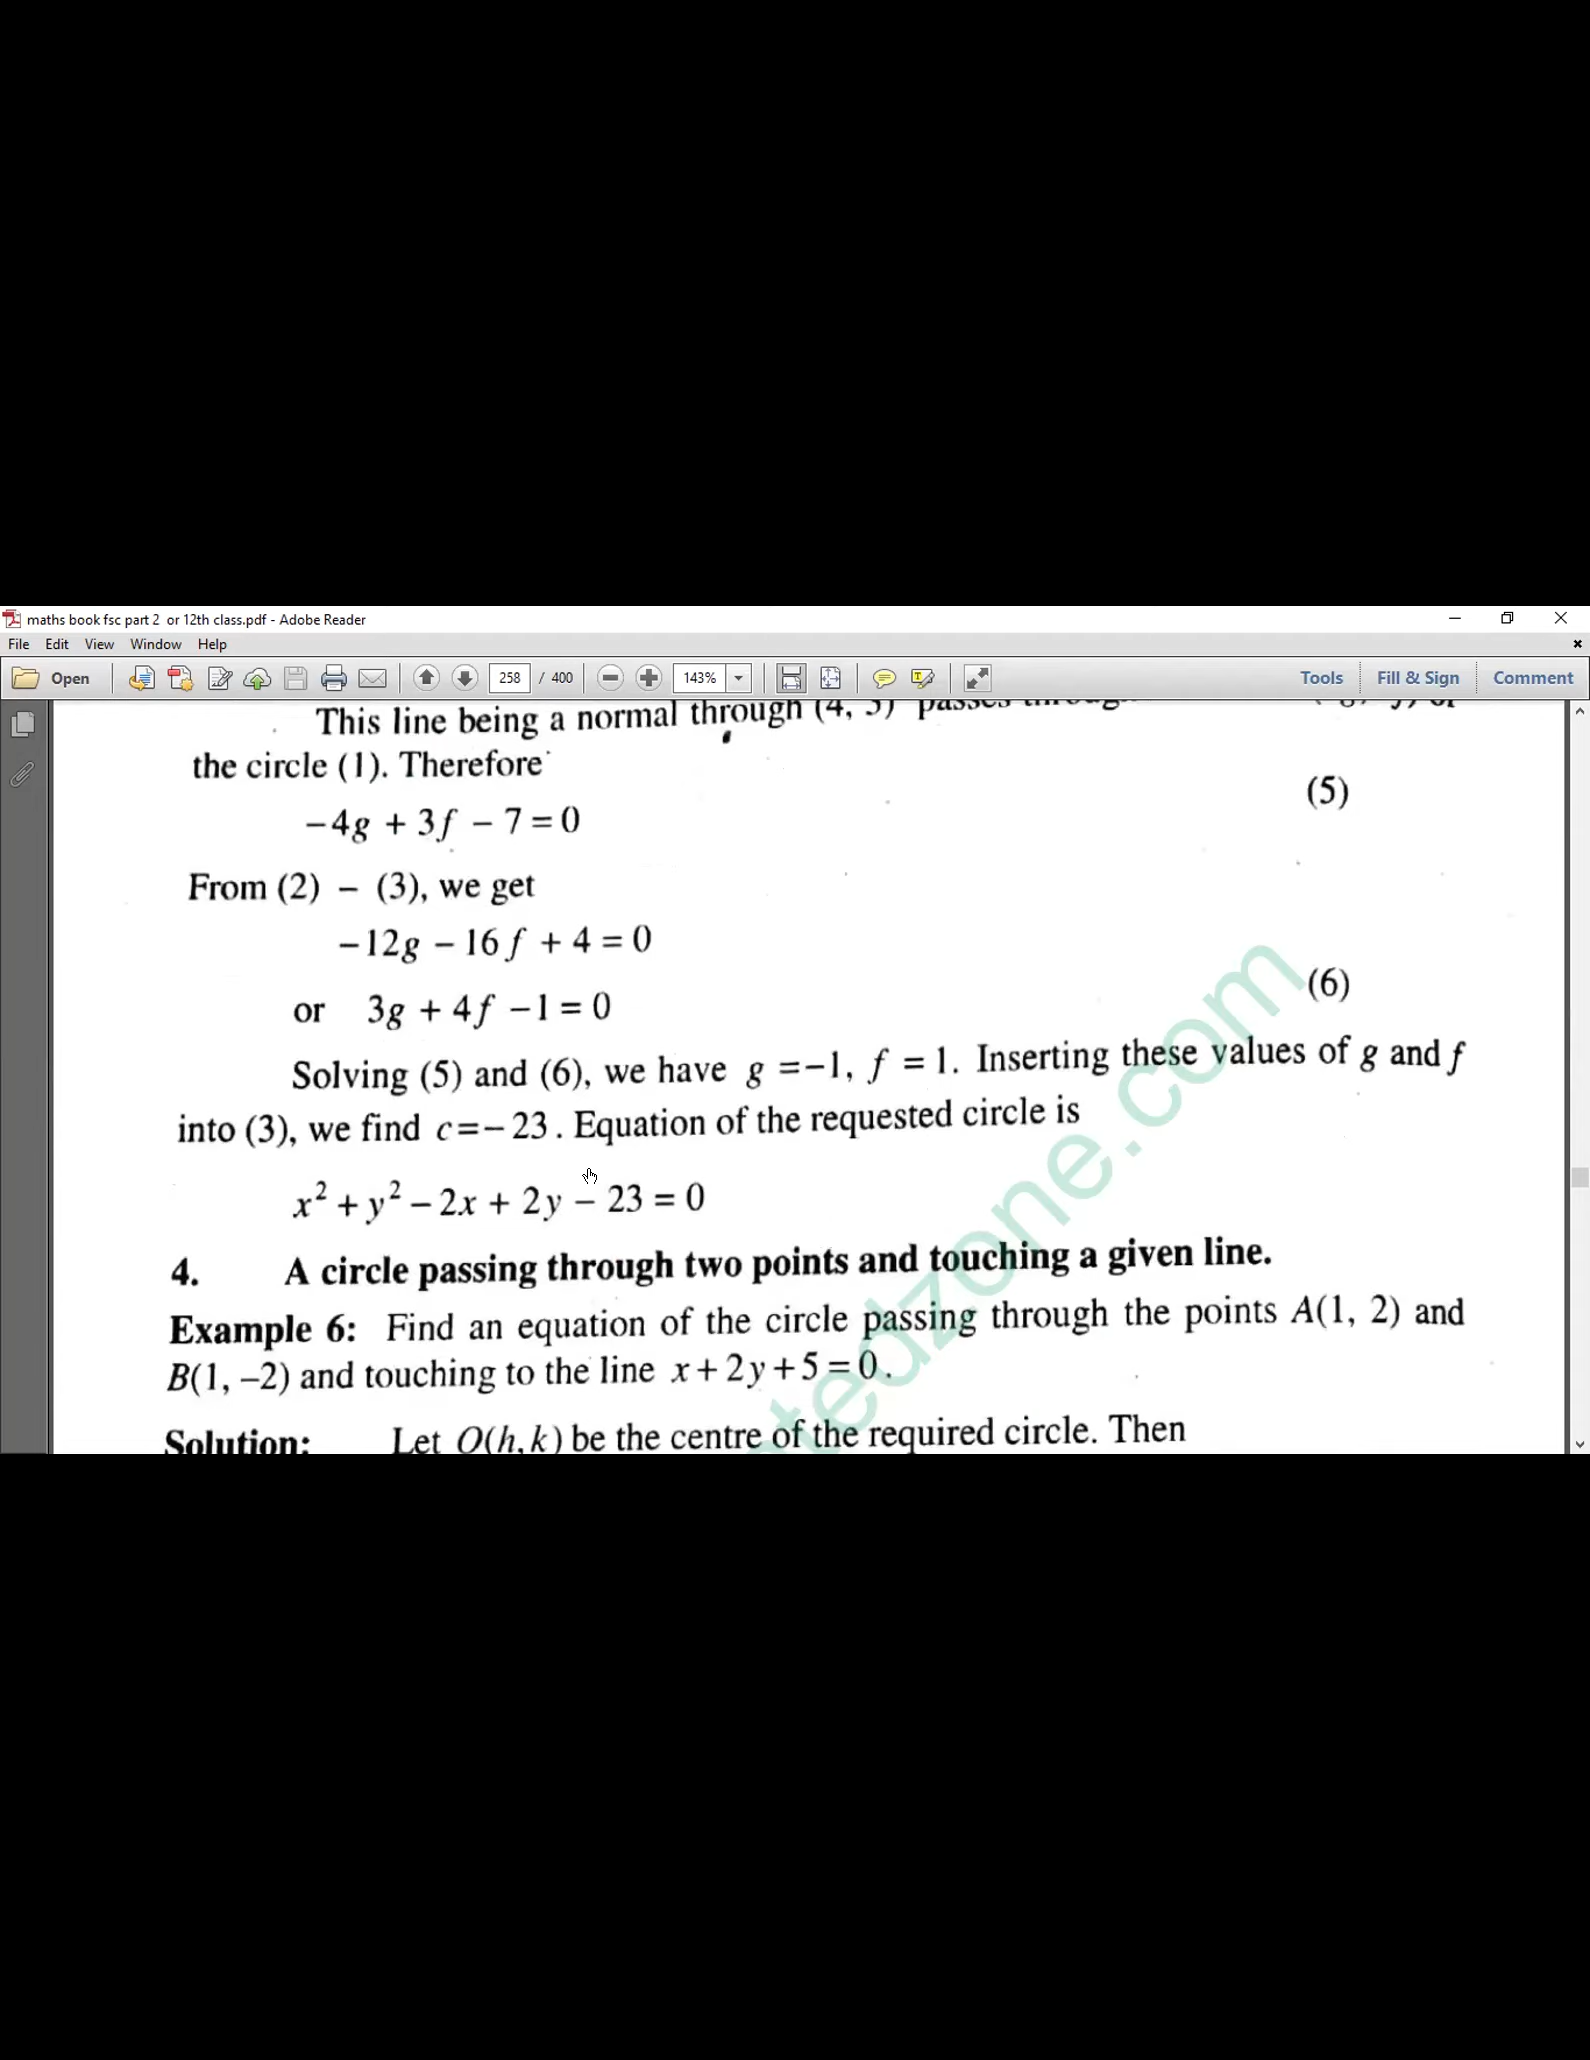 maths book fsc part 2 or 12th class.pdf - Adobe Reader
File Edit View Window Help
Open 258 / 400 143% Tools Fill & Sign Comment
This line being a normal through (4, 5) passes through
the circle (1). Therefore
−4g + 3f − 7 = 0 (5)
From (2) − (3), we get
−12g − 16f + 4 = 0
or 3g + 4f −1 = 0 (6)
Solving (5) and (6), we have g =−1, f = 1. Inserting these values of g and f
into (3), we find c=− 23. Equation of the requested circle is
x² + y² − 2x + 2y − 23 = 0
4. A circle passing through two points and touching a given line.
Example 6: Find an equation of the circle passing through the points A(1, 2) and
B(1, −2) and touching to the line x + 2y + 5 = 0.
Solution: Let O(h, k) be the centre of the required circle. Then
tedzone.com